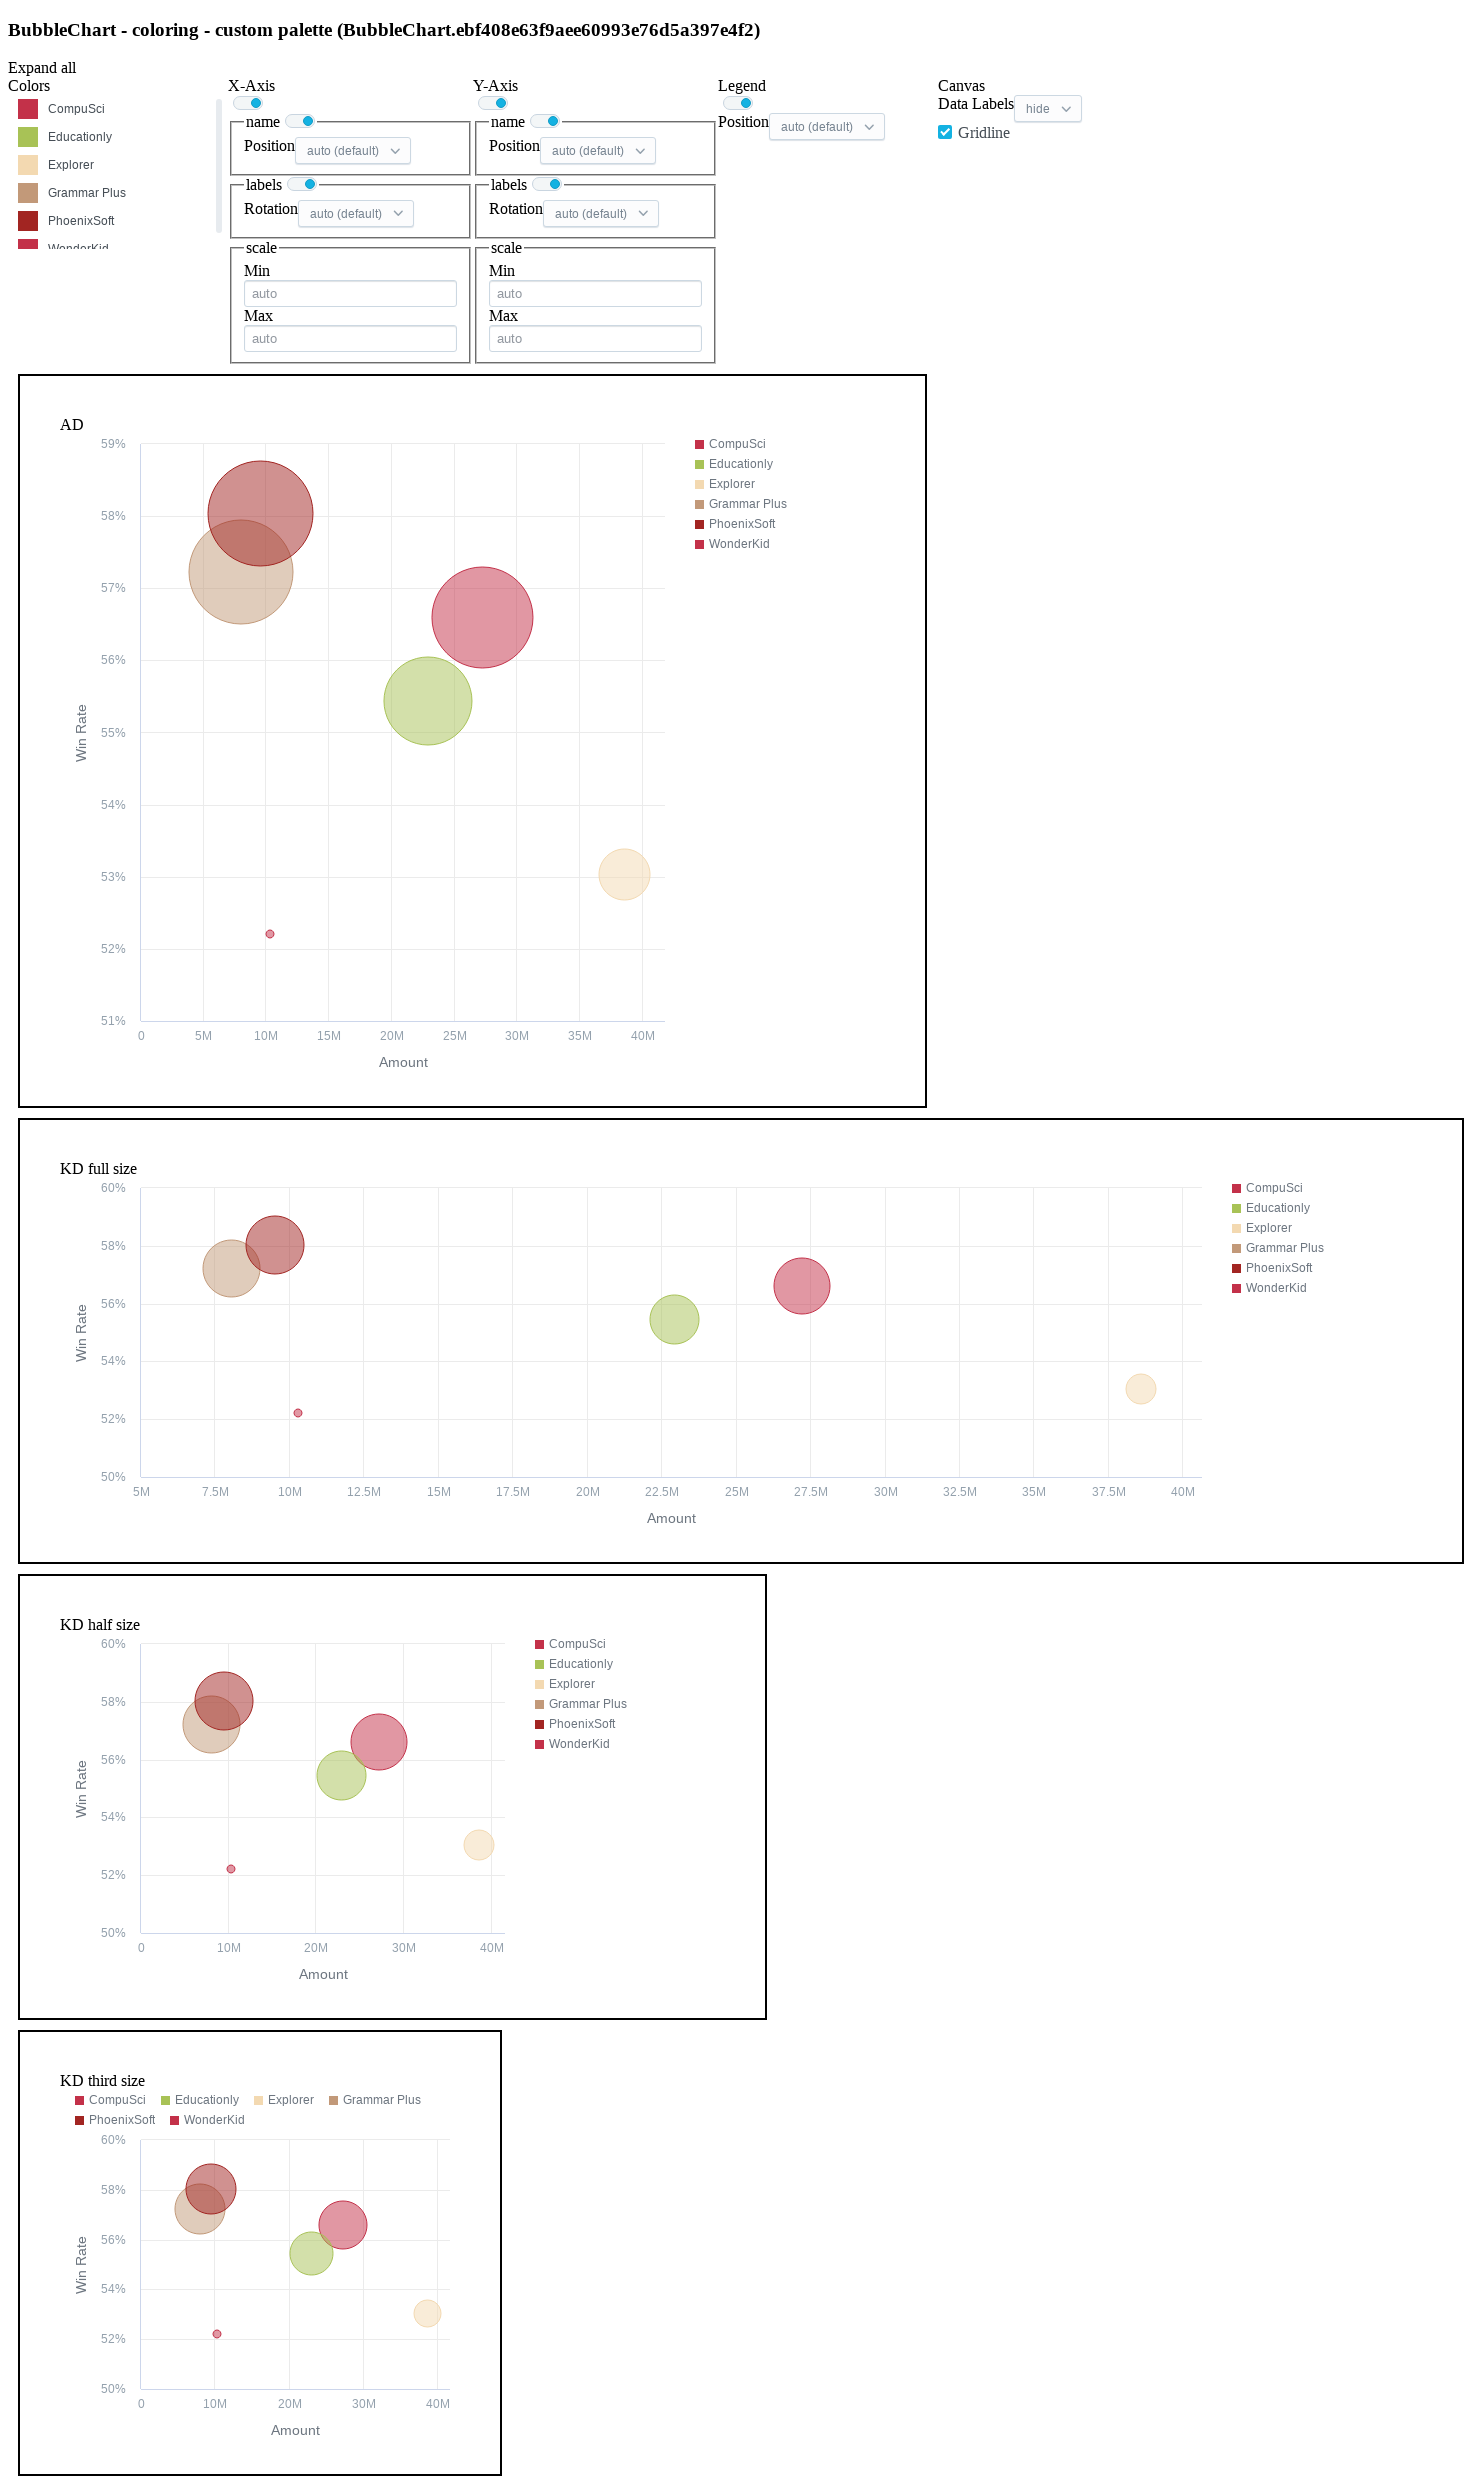 BubbleChart - coloring - custom palette (BubbleChart.ebf408e63f9aee60993e76d5a397e4f2)
Expand all
Colors
CompuSci
Educationly
Explorer
Grammar Plus
PhoenixSoft
WonderKid
X-Axis
name
Position auto (default)
labels
Rotation auto (default)
scale
Min
auto
Max
auto
Y-Axis
name
Position auto (default)
labels
Rotation auto (default)
scale
Min
auto
Max
auto
Legend
Position auto (default)
Canvas
Data Labels hide
Gridline
AD
59%
58%
57%
56%
55%
54%
53%
52%
51%
Win Rate
0 5M 10M 15M 20M 25M 30M 35M 40M
Amount
CompuSci
Educationly
Explorer
Grammar Plus
PhoenixSoft
WonderKid
KD full size
60%
58%
56%
54%
52%
50%
Win Rate
5M 7.5M 10M 12.5M 15M 17.5M 20M 22.5M 25M 27.5M 30M 32.5M 35M 37.5M 40M
Amount
CompuSci
Educationly
Explorer
Grammar Plus
PhoenixSoft
WonderKid
KD half size
60%
58%
56%
54%
52%
50%
Win Rate
0 10M 20M 30M 40M
Amount
CompuSci
Educationly
Explorer
Grammar Plus
PhoenixSoft
WonderKid
KD third size
CompuSci Educationly Explorer Grammar Plus
PhoenixSoft WonderKid
60%
58%
56%
54%
52%
50%
Win Rate
0 10M 20M 30M 40M
Amount